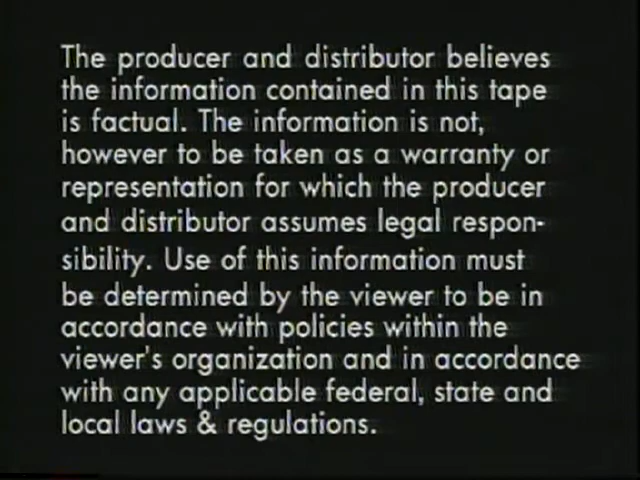 The producer and distributor believes
the information contained in this tape
is factual. The information is not,
however to be taken as a warranty or
representation for which the producer
and distributor assumes legal respon-
sibility. Use of this information must
be determined by the viewer to be in
accordance with policies within the
viewer's organization and in accordance
with any applicable federal, state and
local laws & regulations.